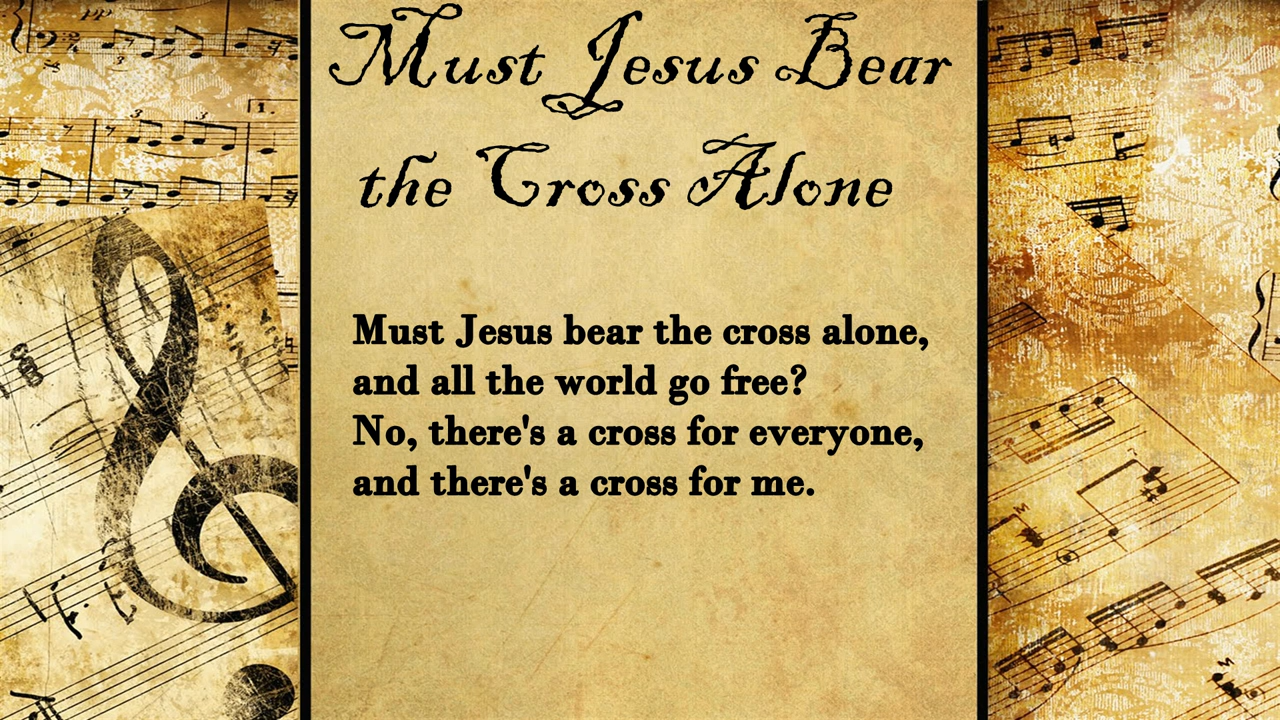 Must Jesus Bear
the Cross Alone
Must Jesus bear the cross alone,
and all the world go free?
No, there's a cross for everyone,
and there's a cross for me.